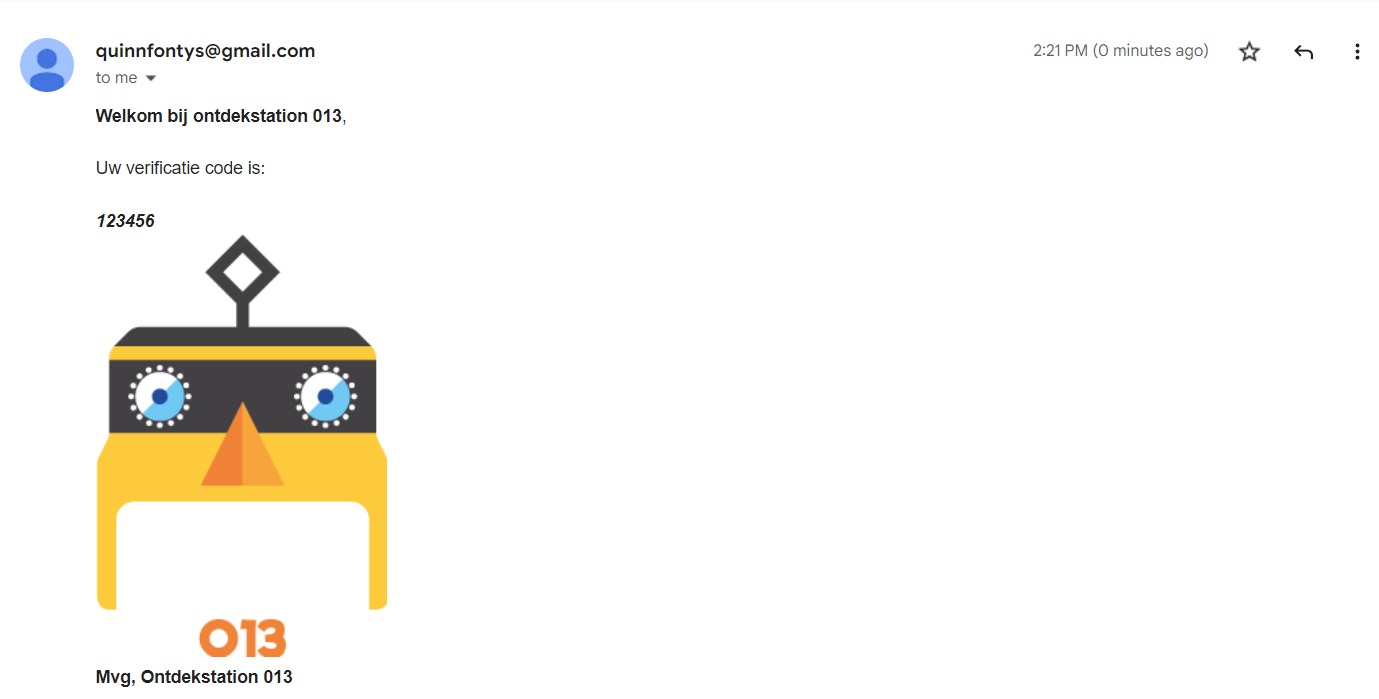 quinnfontys@gmail.com
2:21 PM (0 minutes ago)
to me
Welkom bij ontdekstation 013,
Uw verificatie code is:
123456
013
Mvg, Ontdekstation 013